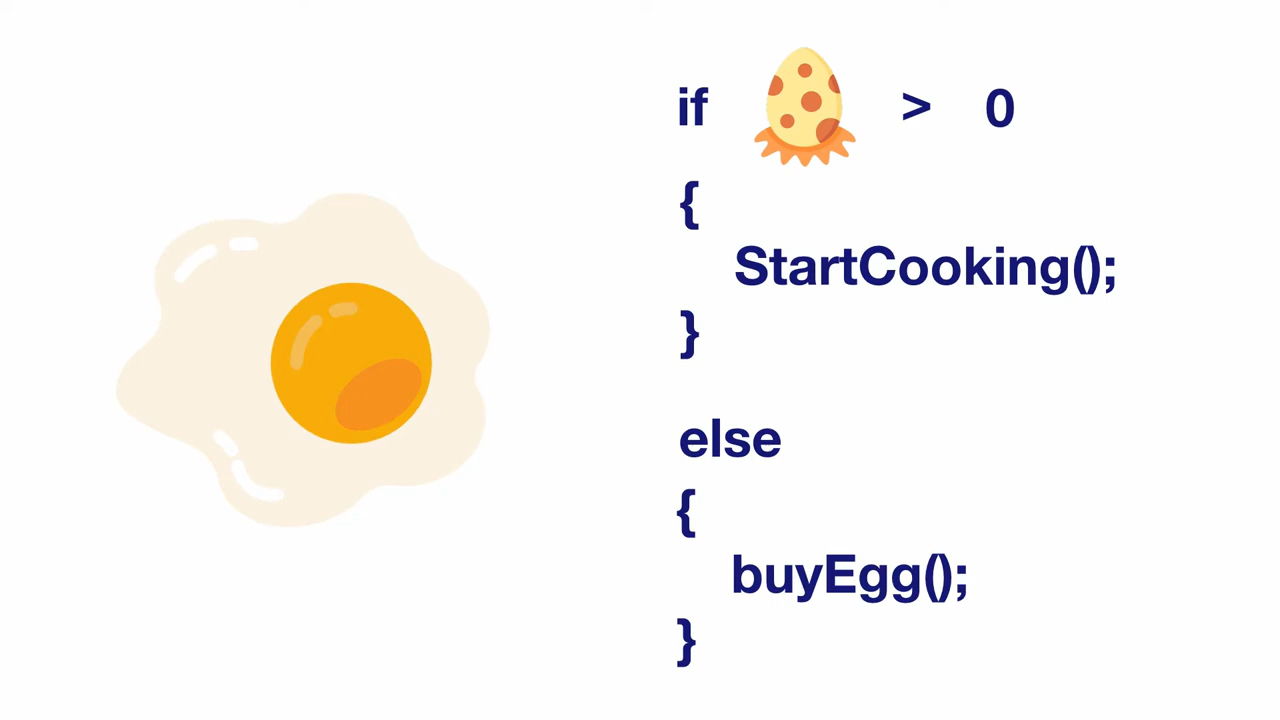 if > 0
{
StartCooking();
}
else
{
buyEgg();
}